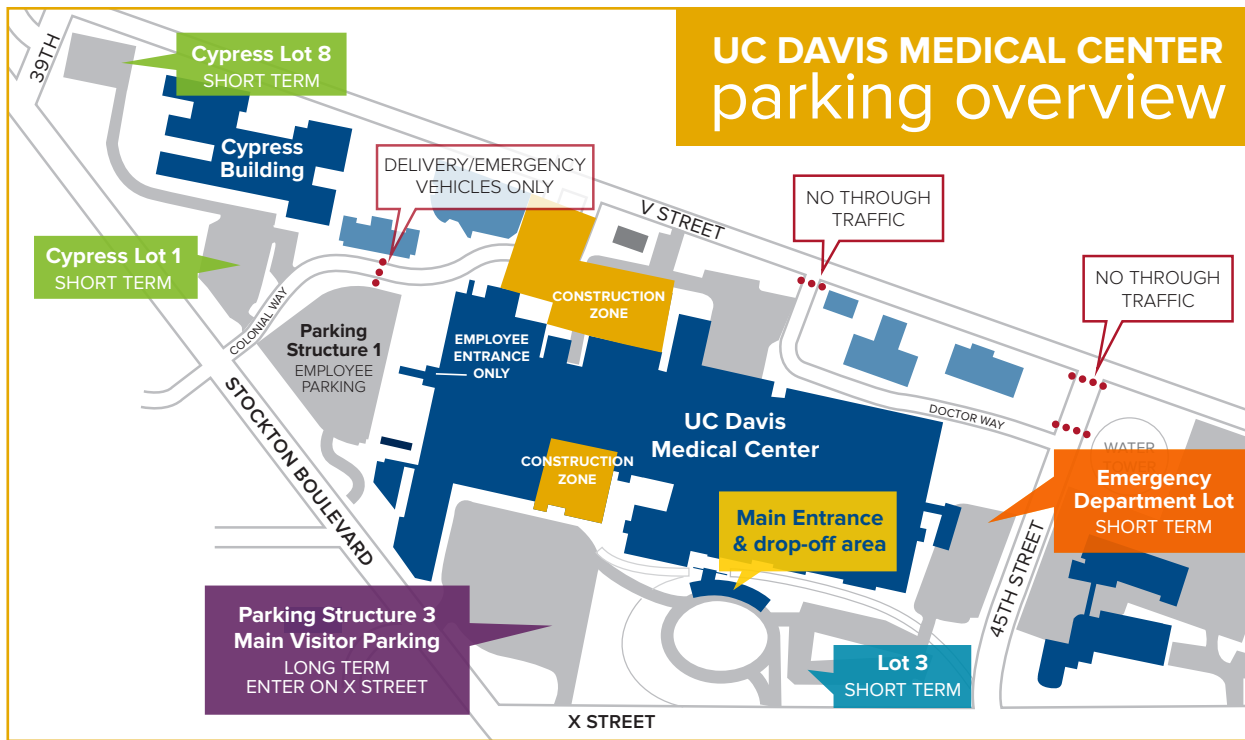 UC DAVIS MEDICAL CENTER
parking overview
39TH
Cypress Lot 8
SHORT TERM
Cypress
Building
DELIVERY/EMERGENCY
VEHICLES ONLY
V STREET
NO THROUGH
TRAFFIC
NO THROUGH
TRAFFIC
Cypress Lot 1
SHORT TERM
COLONIAL WAY
CONSTRUCTION
ZONE
Parking
Structure 1
EMPLOYEE
PARKING
EMPLOYEE
ENTRANCE
ONLY
STOCKTON BOULEVARD
UC Davis
Medical Center
DOCTOR WAY
WATER
TOWER
CONSTRUCTION
ZONE
Emergency
Department Lot
SHORT TERM
Main Entrance
& drop-off area
45TH STREET
Parking Structure 3
Main Visitor Parking
LONG TERM
ENTER ON X STREET
Lot 3
SHORT TERM
X STREET